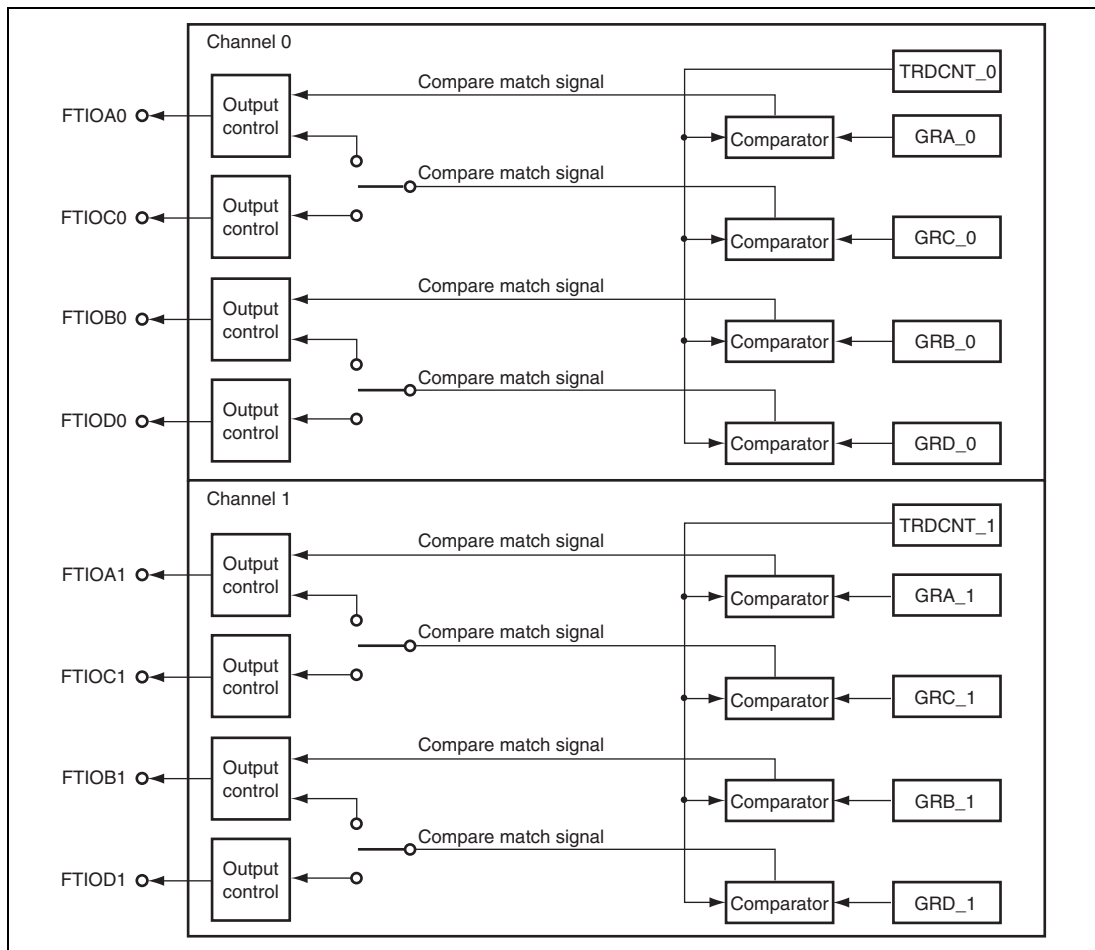 Channel 0
TRDCNT_0
Compare match signal
FTIOA0
Output
control
Comparator
GRA_0
Compare match signal
FTIOC0
Output
control
Comparator
GRC_0
Compare match signal
FTIOB0
Output
control
Comparator
GRB_0
Compare match signal
FTIOD0
Output
control
Comparator
GRD_0
Channel 1
TRDCNT_1
Compare match signal
FTIOA1
Output
control
Comparator
GRA_1
Compare match signal
FTIOC1
Output
control
Comparator
GRC_1
Compare match signal
FTIOB1
Output
control
Comparator
GRB_1
Compare match signal
FTIOD1
Output
control
Comparator
GRD_1